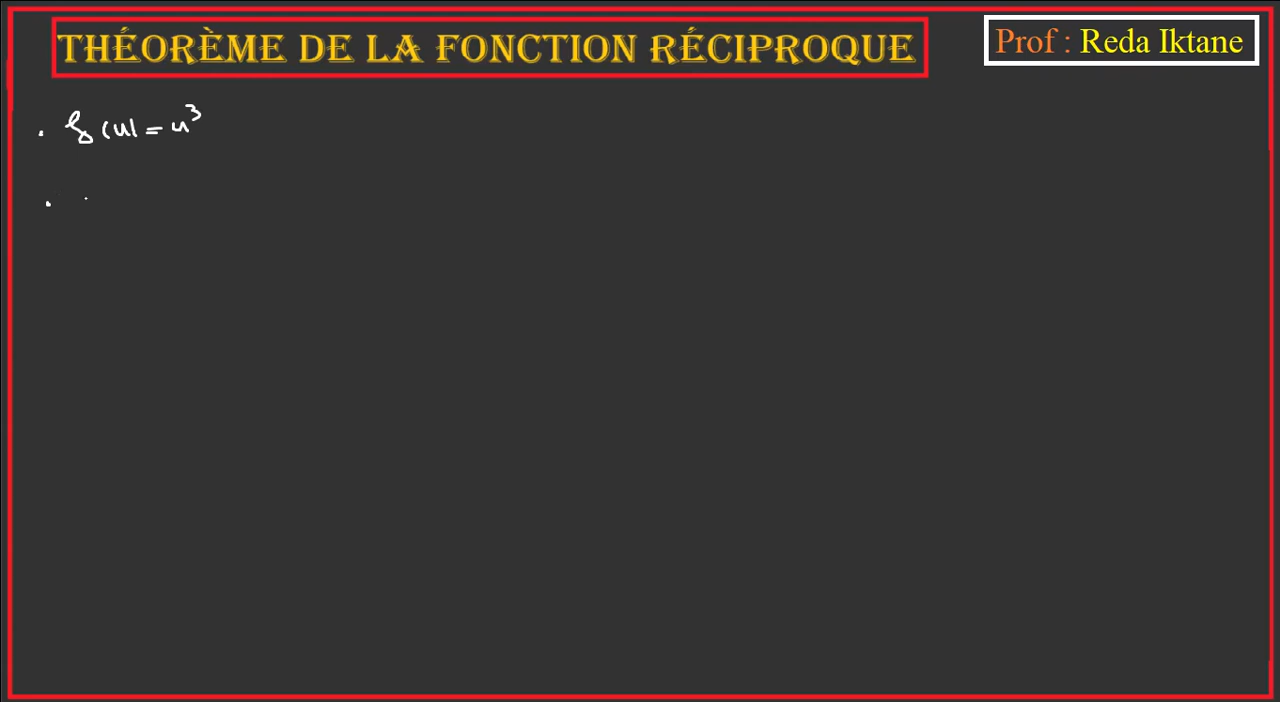 THÉORÈME DE LA FONCTION RÉCIPROQUE
Prof : Reda Iktane
. f(x) = x³
.